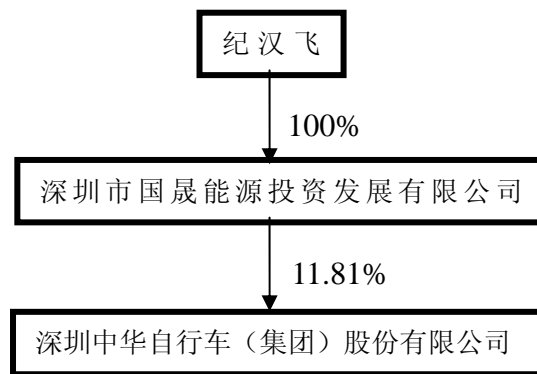 纪汉飞
100%
深圳市国晟能源投资发展有限公司
11.81%
深圳中华自行车（集团）股份有限公司